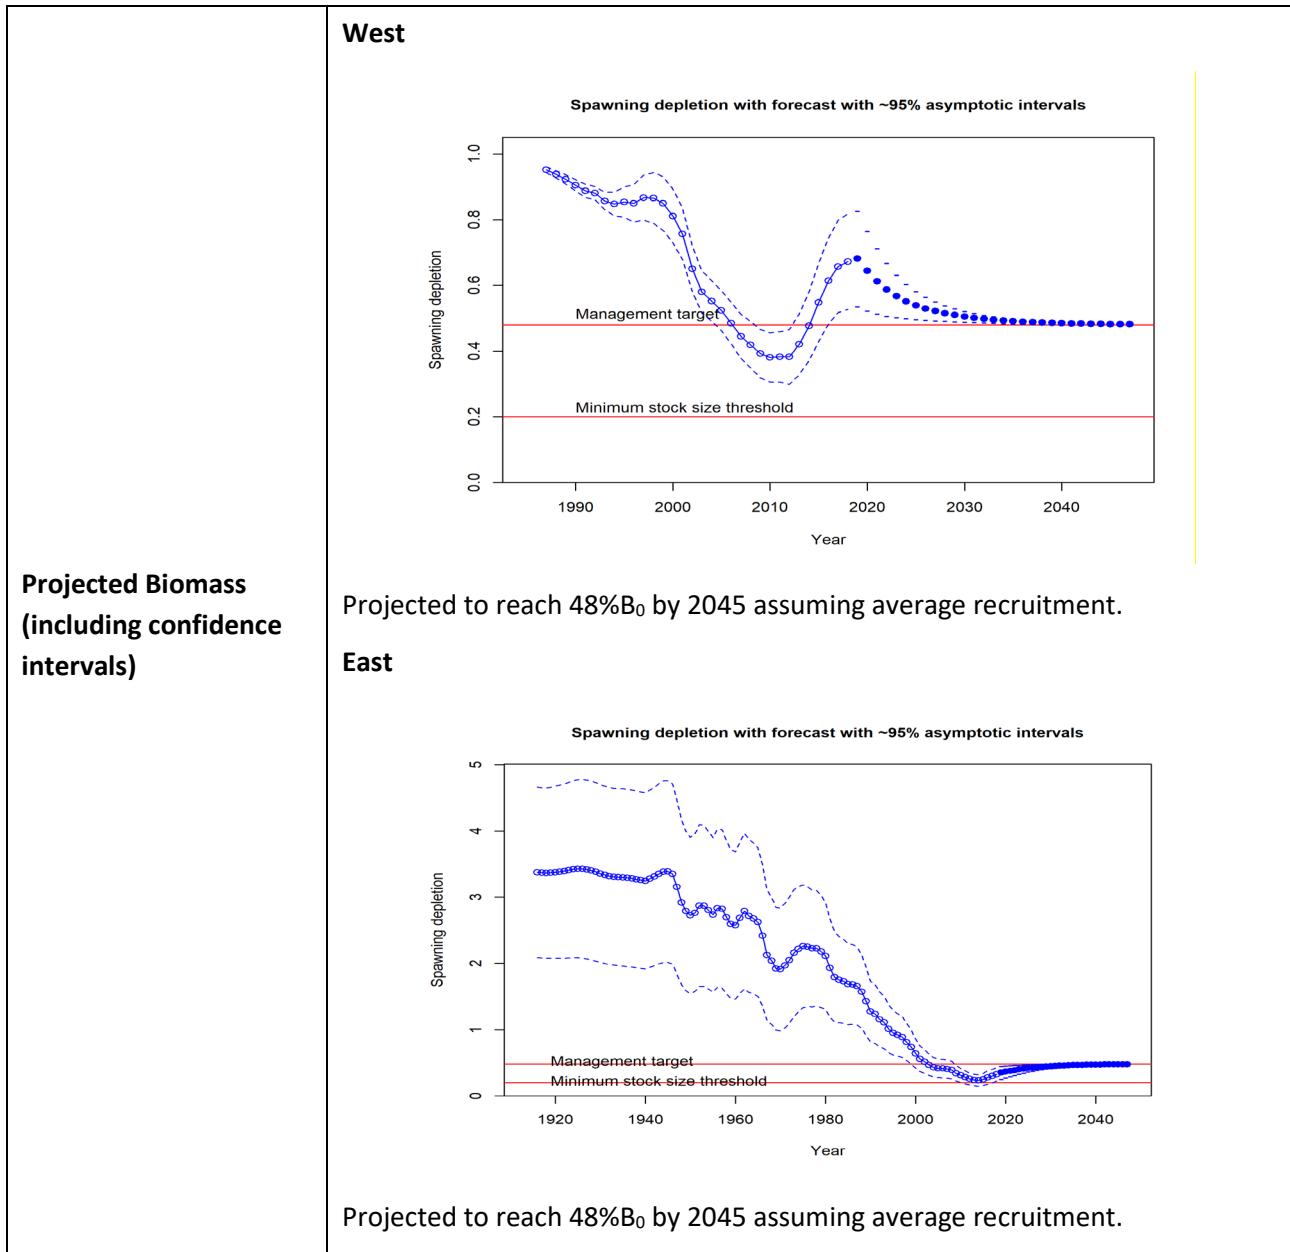 Projected Biomass
(including confidence
intervals)
West
Spawning depletion with forecast with ~95% asymptotic intervals
Spawning depletion
1.0
0.8
0.6
0.4
0.2
0.0
Management target
Minimum stock size threshold
1990 2000 2010 2020 2030 2040
Year
Projected to reach 48%B₀ by 2045 assuming average recruitment.
East
Spawning depletion with forecast with ~95% asymptotic intervals
Spawning depletion
5
4
3
2
1
0
Management target
Minimum stock size threshold
1920 1940 1960 1980 2000 2020 2040
Year
Projected to reach 48%B₀ by 2045 assuming average recruitment.